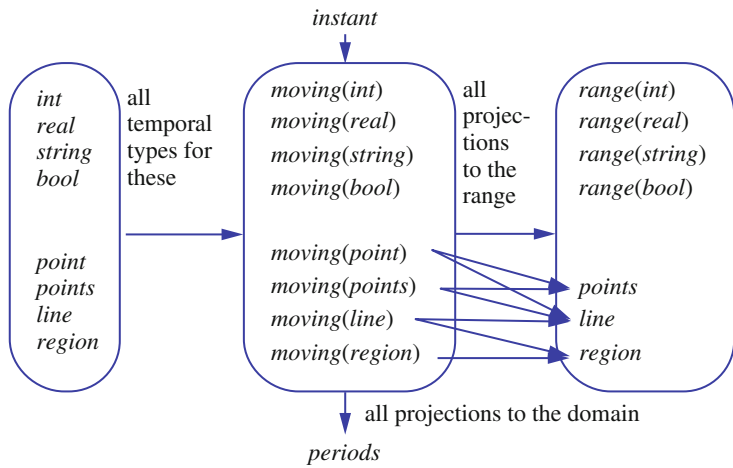 instant
int
real
string
bool
point
points
line
region
all
temporal
types for
these
moving(int)
moving(real)
moving(string)
moving(bool)
moving(point)
moving(points)
moving(line)
moving(region)
all
projec-
tions
to the
range
range(int)
range(real)
range(string)
range(bool)
points
line
region
all projections to the domain
periods